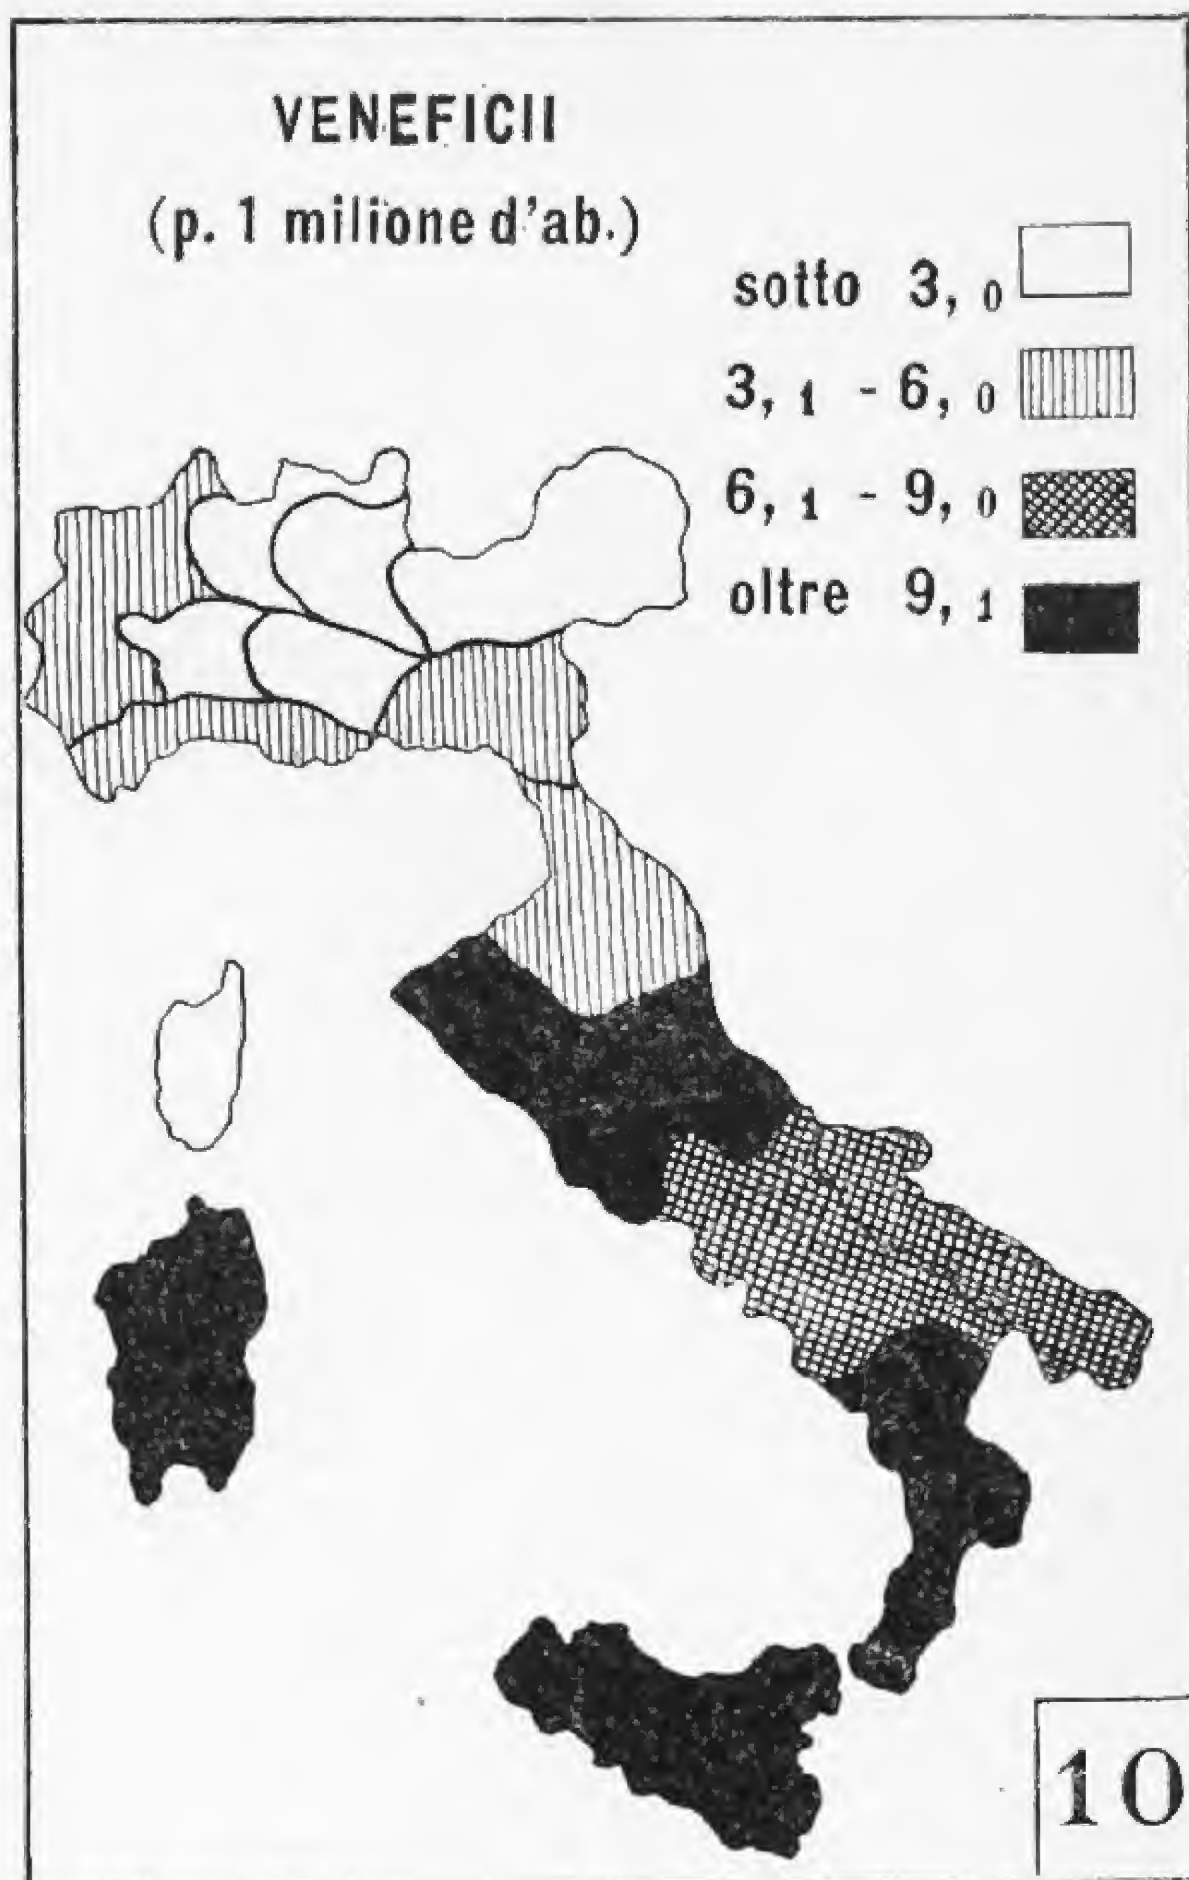 VENEFICII
(p. 1 milione d'ab.)
sotto 3, 0
3, 1 - 6, 0
6, 1 - 9, 0
oltre 9, 1
10